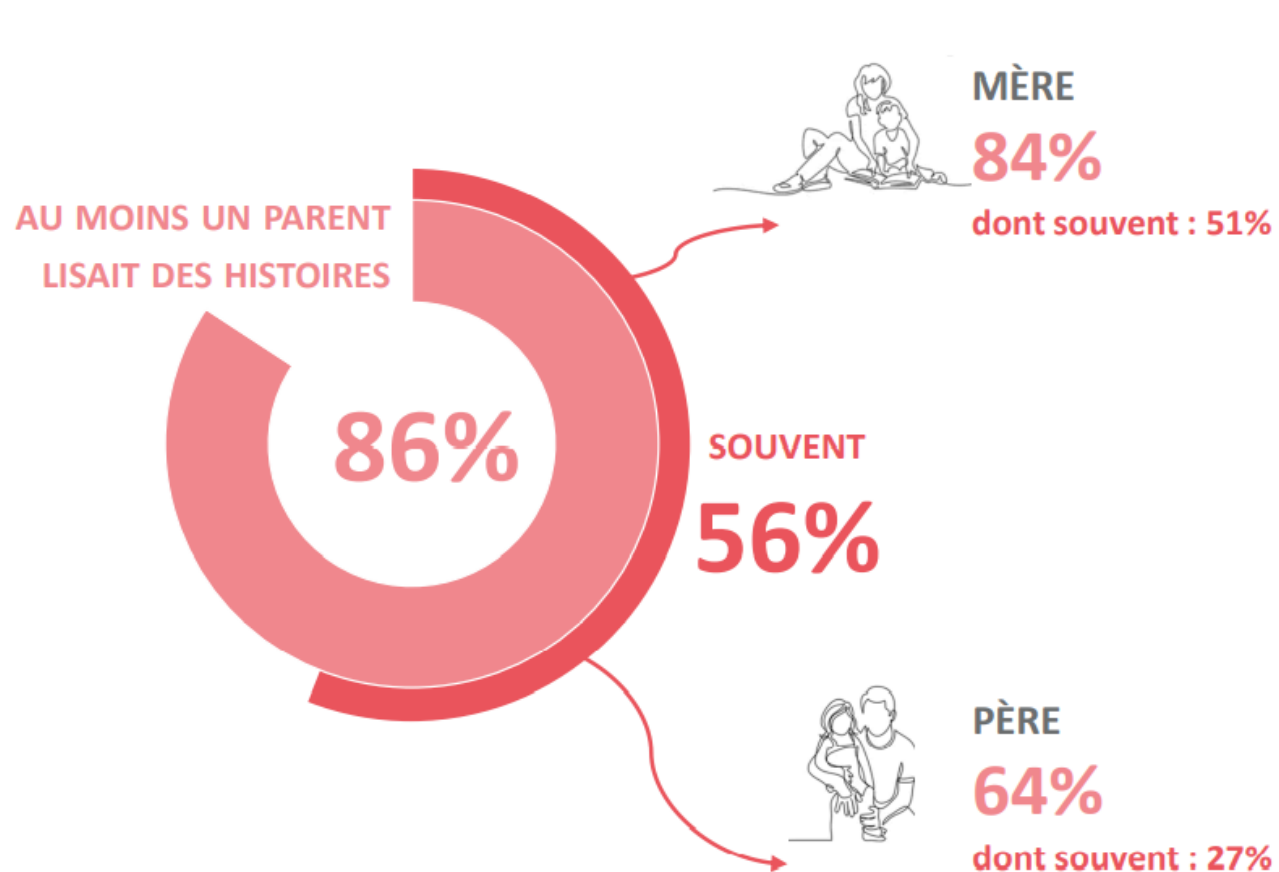 AU MOINS UN PARENT
LISAIT DES HISTOIRES
86%
SOUVENT
56%
MÈRE
84%
dont souvent : 51%
PÈRE
64%
dont souvent : 27%